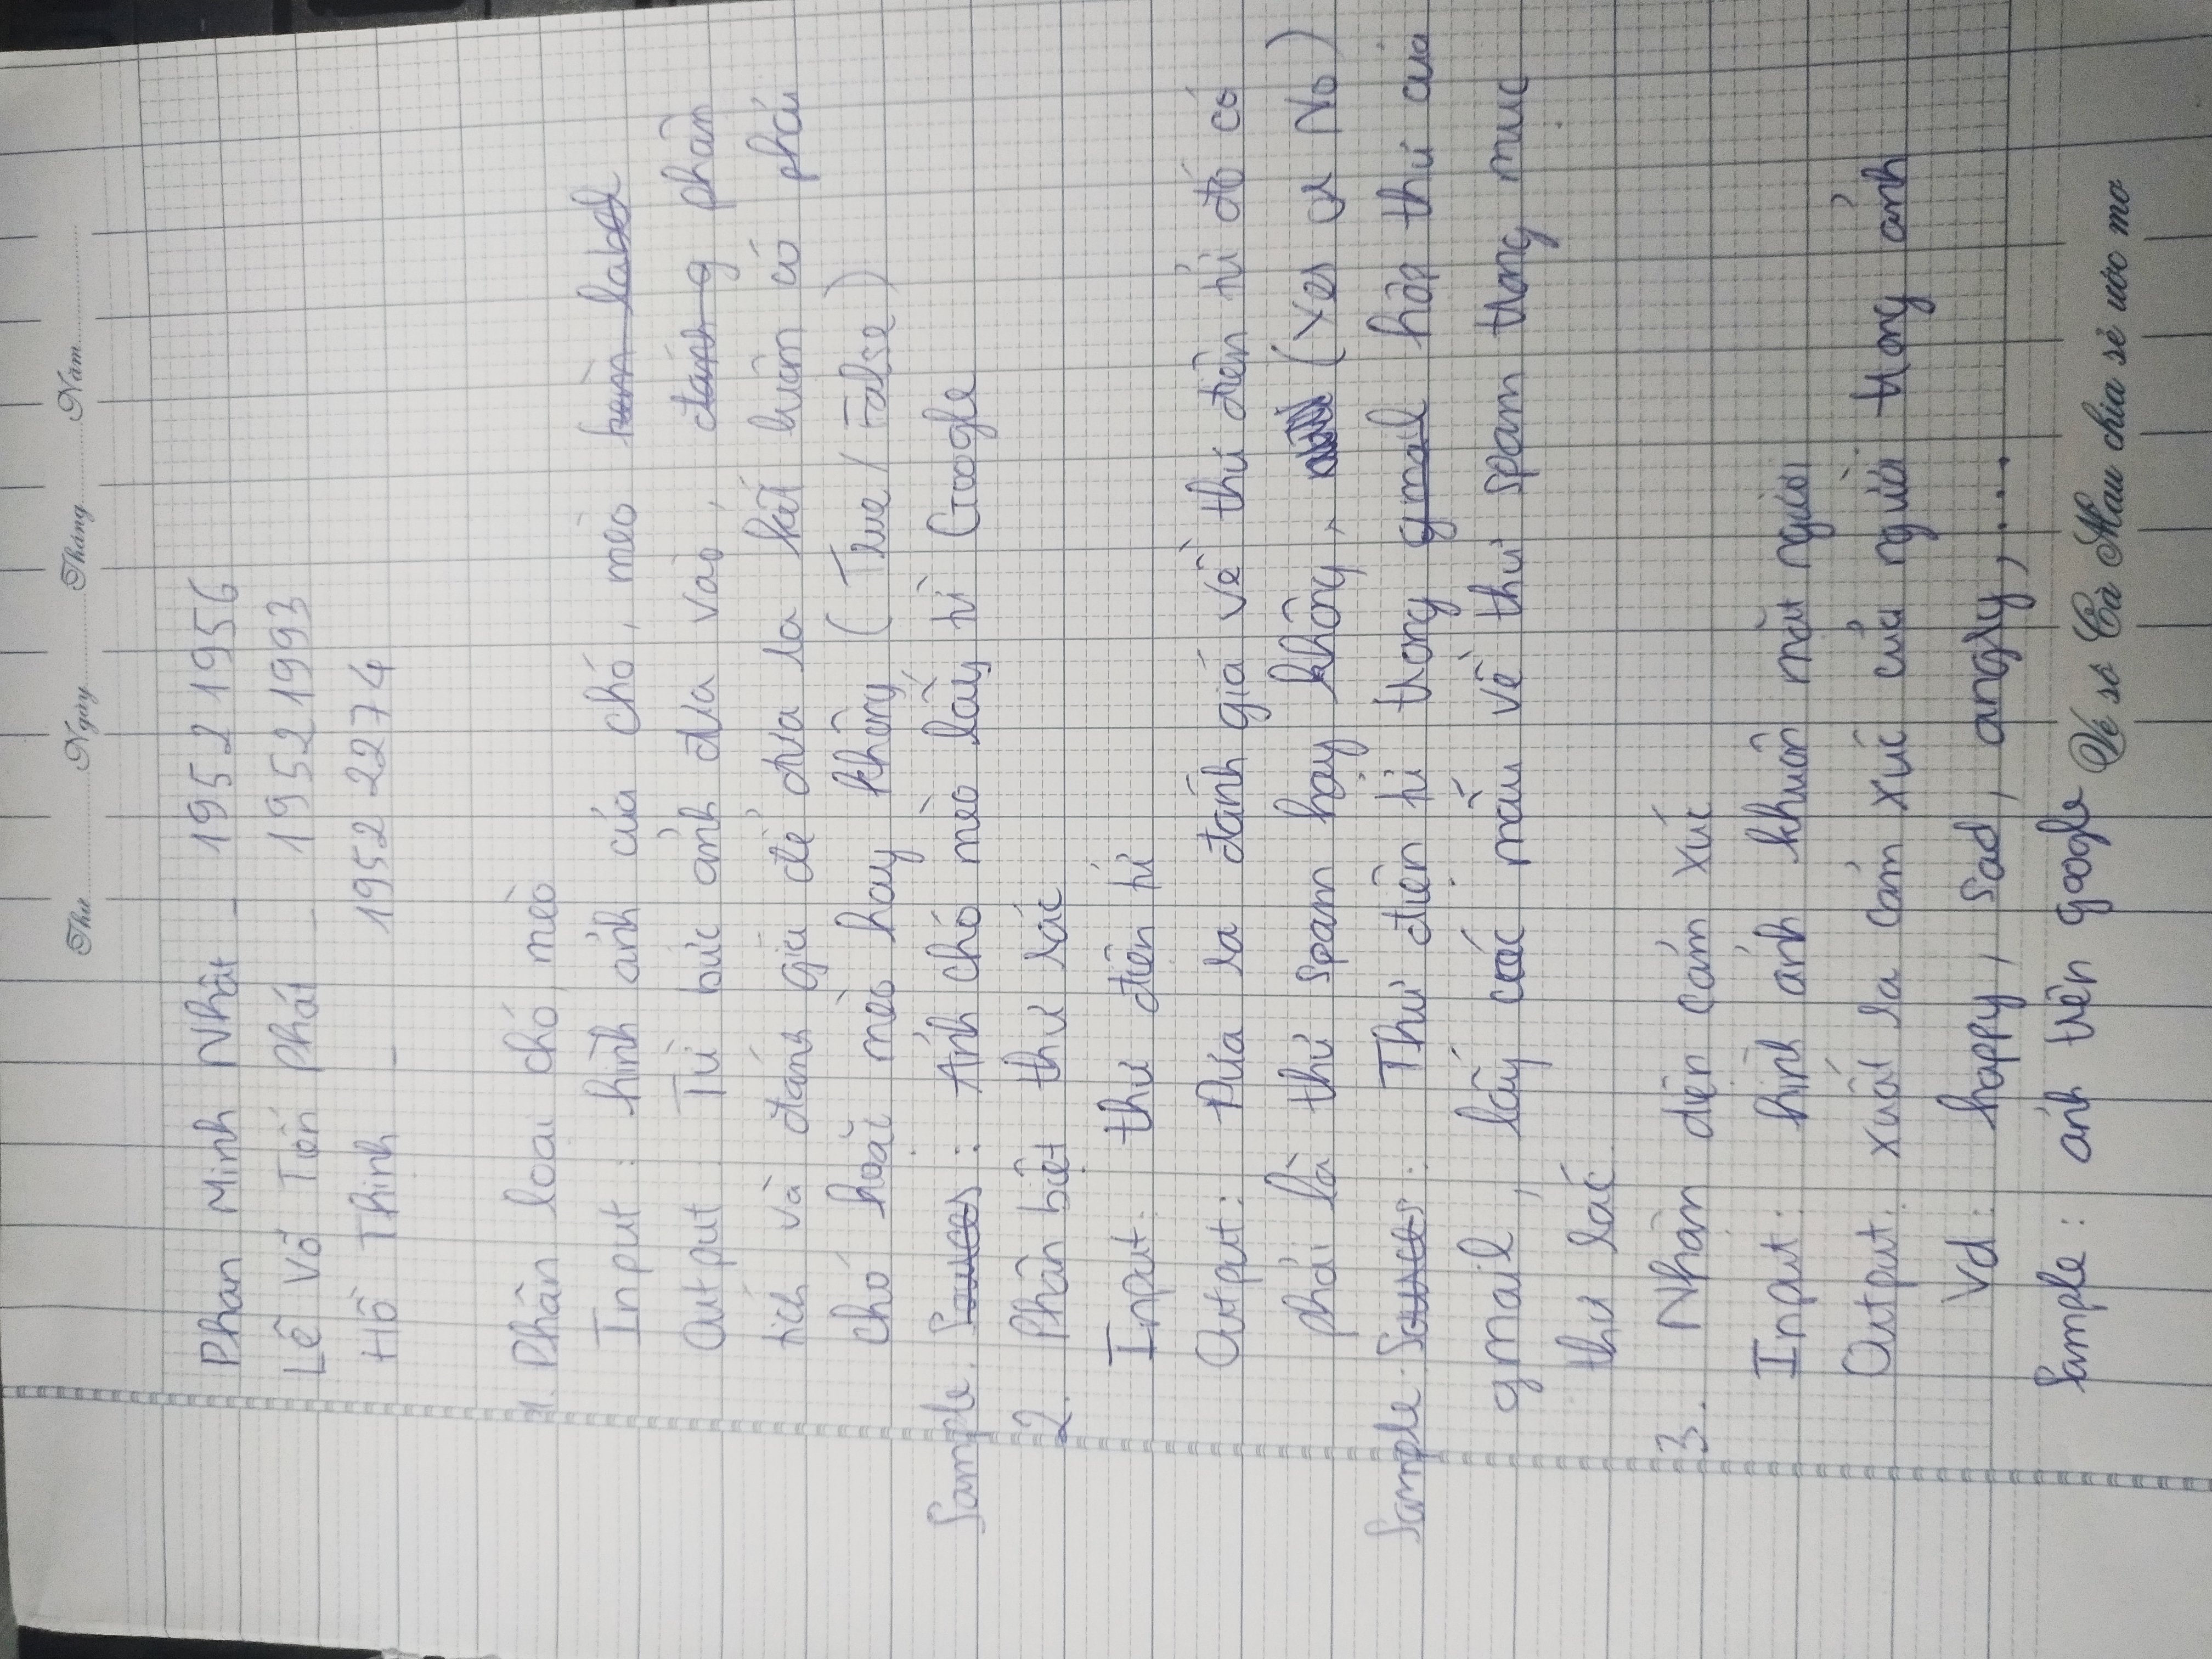 Thứ Ngày Tháng Năm
Phan Minh Nhật - 19521956
Lê Võ Tiến Phát - 19521993
Hồ Thịnh - 19522274
1. Phân loại chó, mèo
Input: hình ảnh của chó, mèo kèm label
Output: Từ bức ảnh đưa vào, đánh g phân
tích và đánh giá để đưa ra kết luận có phải
chó hoặc mèo hay không (True / False)
Sample: Sources: Ảnh chó mèo lấy từ Google
2. Phân biệt thư rác
Input: thư điện tử
Output: Đưa ra đánh giá về thư điện tử đó có
phải là thư spam hay không, (Yes or No)
Sample: Sources: Thư điện tử trong gmail hộp thư của
gmail, lấy các mẫu về thư spam trong mục
thư rác.
3. Nhận diện cảm xúc
Input: hình ảnh khuôn mặt người
Output: xuất ra cảm xúc của người trong ảnh
Vd: happy, sad, angry, ...
Sample: ảnh trên google
Vé số Cà Mau chia sẻ ước mơ